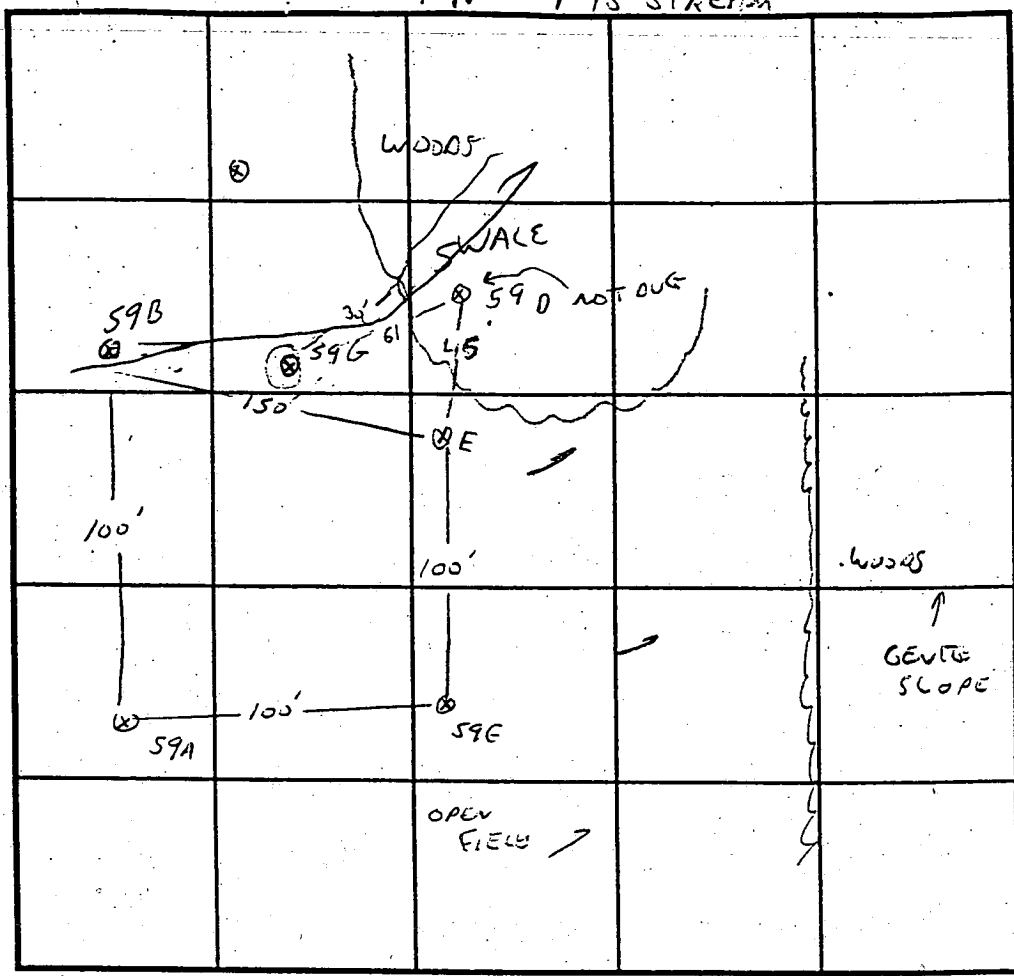 STREAM
WOODS
SWALE
59D NOT DUG
59B
30'
61
59G
45
150'
E
100'
100'
WOODS
GENTLE
SLOPE
100'
59A
59E
OPEN
FIELD